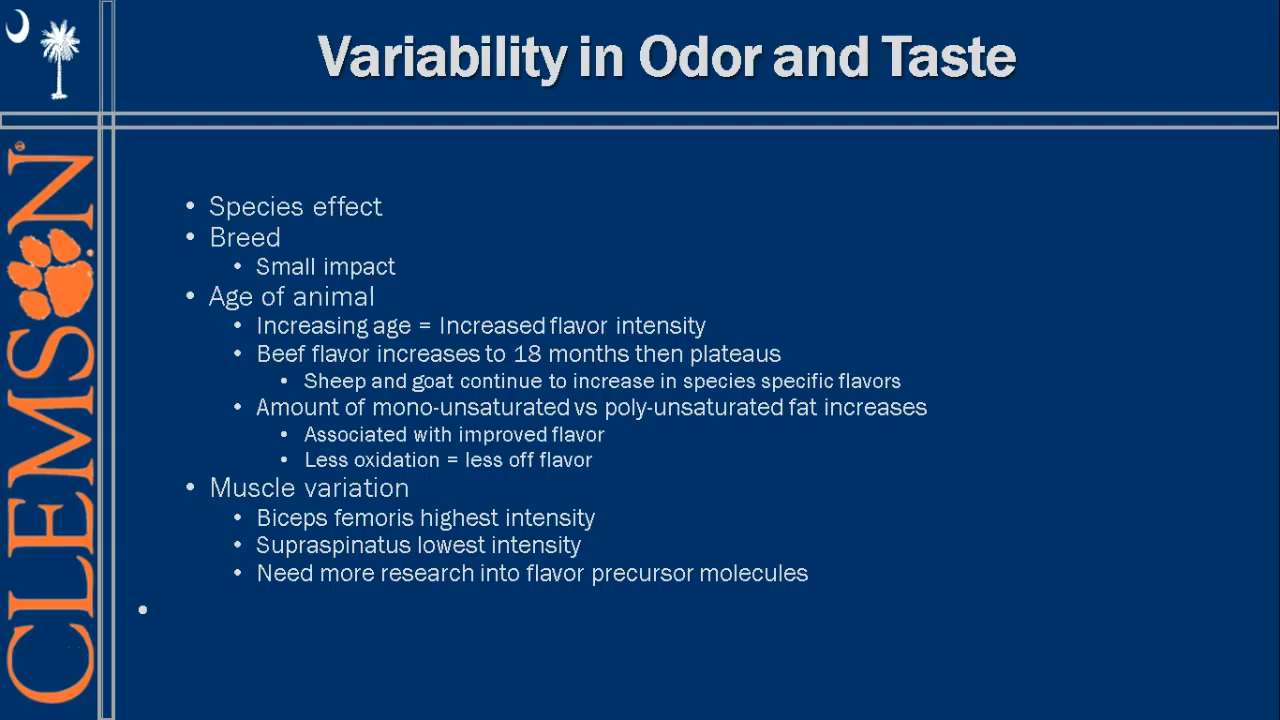 Variability in Odor and Taste
CLEMSON
• Species effect
• Breed
• Small impact
• Age of animal
• Increasing age = Increased flavor intensity
• Beef flavor increases to 18 months then plateaus
• Sheep and goat continue to increase in species specific flavors
• Amount of mono-unsaturated vs poly-unsaturated fat increases
• Associated with improved flavor
• Less oxidation = less off flavor
• Muscle variation
• Biceps femoris highest intensity
• Supraspinatus lowest intensity
• Need more research into flavor precursor molecules
•